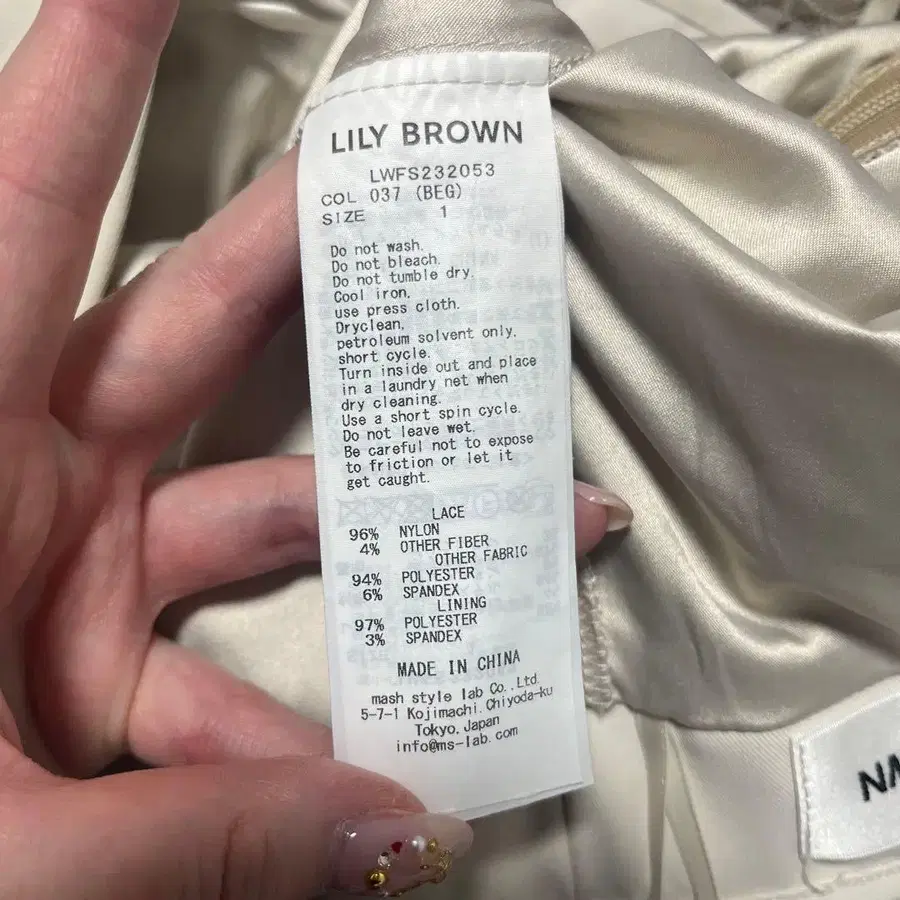 LILY BROWN
LWFS232053
COL 037 (BEG)
SIZE 1
Do not wash.
Do not bleach.
Do not tumble dry.
Cool iron,
use press cloth.
Dryclean,
petroleum solvent only,
short cycle.
Turn inside out and place
in a laundry net when
dry cleaning.
Use a short spin cycle.
Do not leave wet.
Be careful not to expose
to friction or let it
get caught.
LACE
96% NYLON
4% OTHER FIBER
OTHER FABRIC
94% POLYESTER
6% SPANDEX
LINING
97% POLYESTER
3% SPANDEX
MADE IN CHINA
mash style lab Co.,Ltd.
5-7-1 Kojimachi,Chiyoda-ku
Tokyo,Japan
info@ms-lab.com